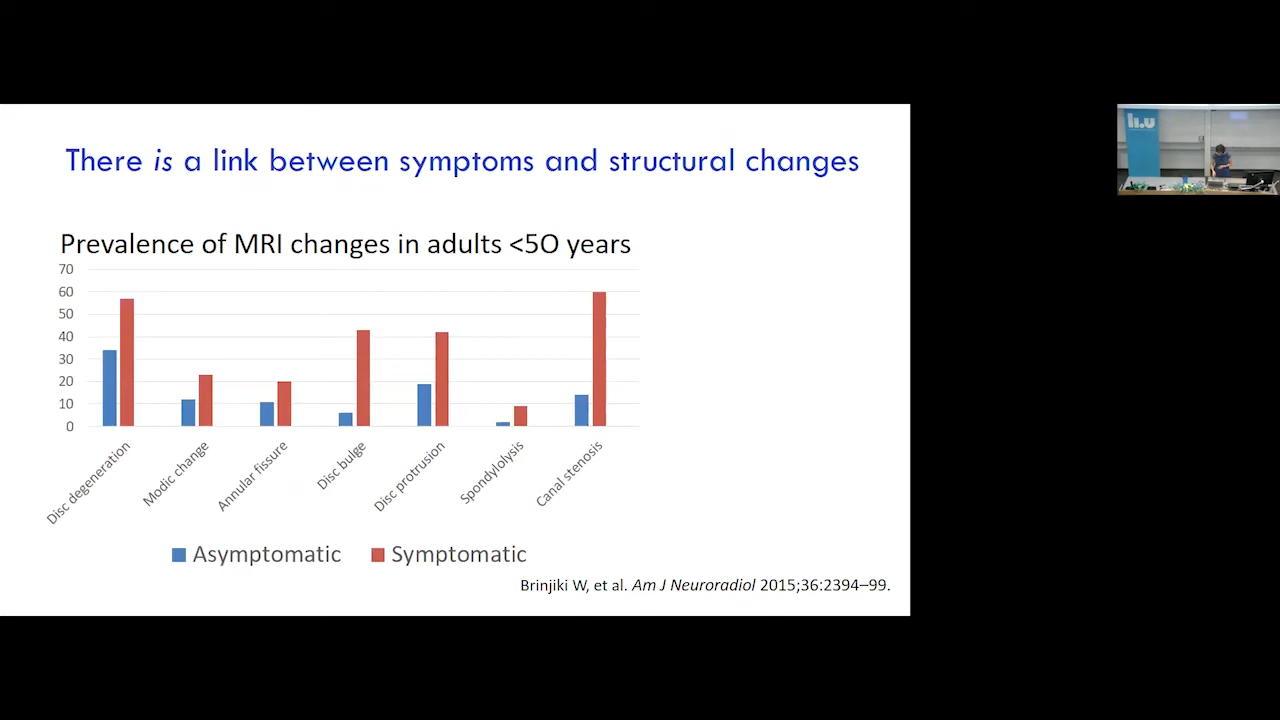 There is a link between symptoms and structural changes
Prevalence of MRI changes in adults <5O years
70
60
50
40
30
20
10
0
Disc degeneration
Modic change
Annular fissure
Disc bulge
Disc protrusion
Spondylolysis
Canal stenosis
Asymptomatic
Symptomatic
Brinjiki W, et al. Am J Neuroradiol 2015;36:2394–99.